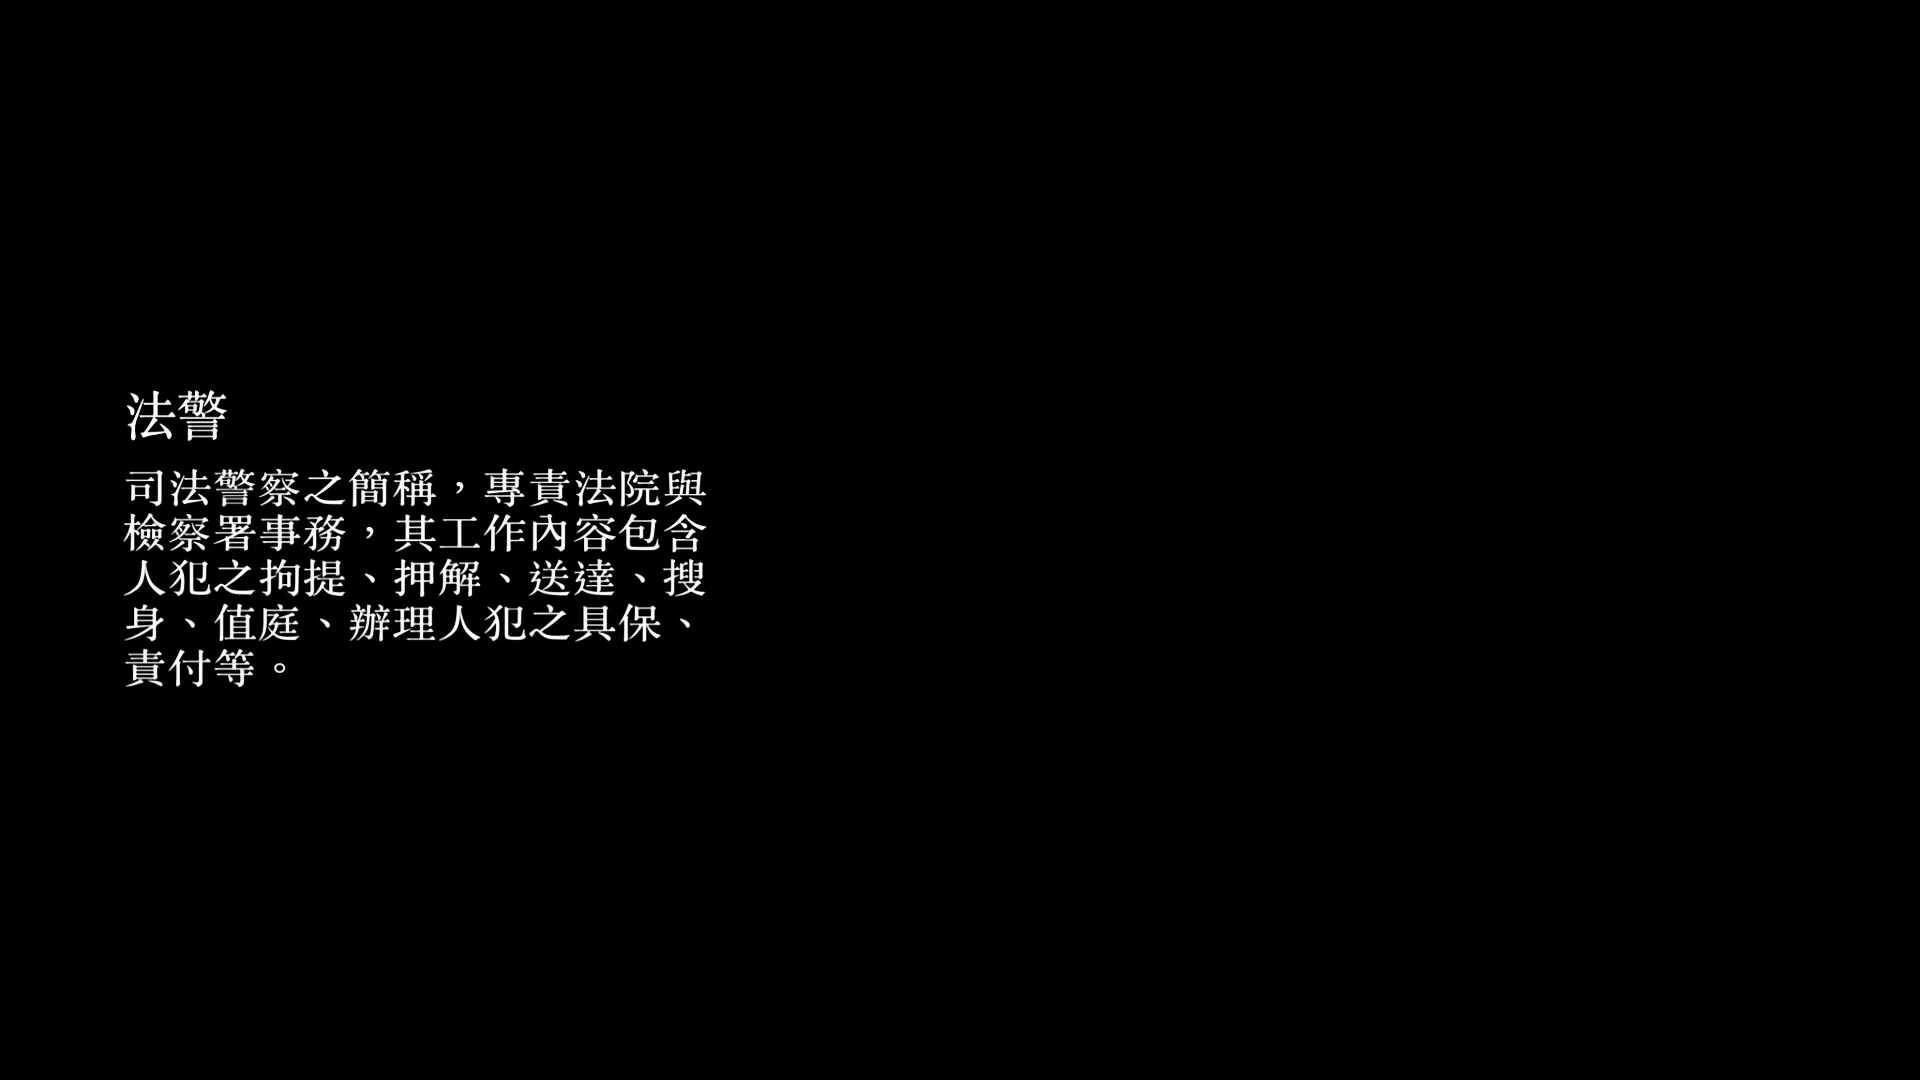 法警
司法警察之簡稱，專責法院與
檢察署事務，其工作內容包含
人犯之拘提、押解、送達、搜
身、值庭、辦理人犯之具保、
責付等。